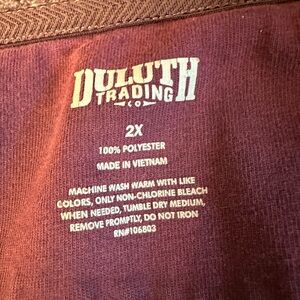 DULUTH
TRADING
CO
2X
100% POLYESTER
MADE IN VIETNAM
MACHINE WASH WARM WITH LIKE
COLORS, ONLY NON-CHLORINE BLEACH
WHEN NEEDED, TUMBLE DRY MEDIUM,
REMOVE PROMPTLY, DO NOT IRON
RN#106803